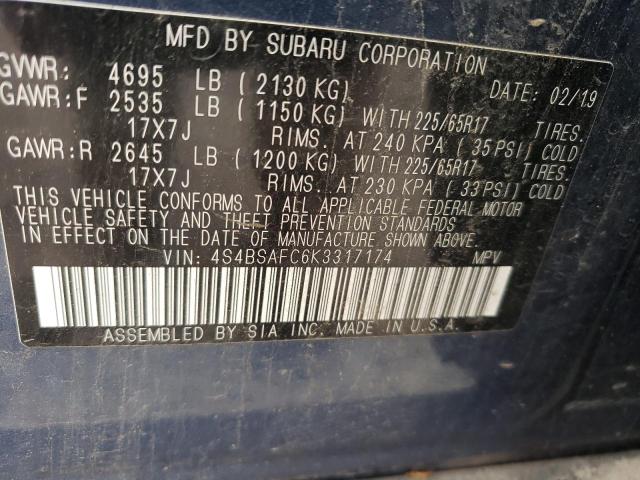 MFD BY SUBARU CORPORATION
GVWR: 4695 LB (2130 KG) DATE: 02/19
GAWR:F 2535 LB (1150 KG) WITH 225/65R17 TIRES.
17X7J RIMS. AT 240 KPA (35 PSI) COLD
GAWR:R 2645 LB (1200 KG) WITH 225/65R17 TIRES.
17X7J RIMS. AT 230 KPA (33 PSI) COLD
THIS VEHICLE CONFORMS TO ALL APPLICABLE FEDERAL MOTOR
VEHICLE SAFETY AND THEFT PREVENTION STANDARDS
IN EFFECT ON THE DATE OF MANUFACTURE SHOWN ABOVE.
VIN: 4S4BSAFC6K3317174 MPV
ASSEMBLED BY SIA INC. MADE IN U.S.A.